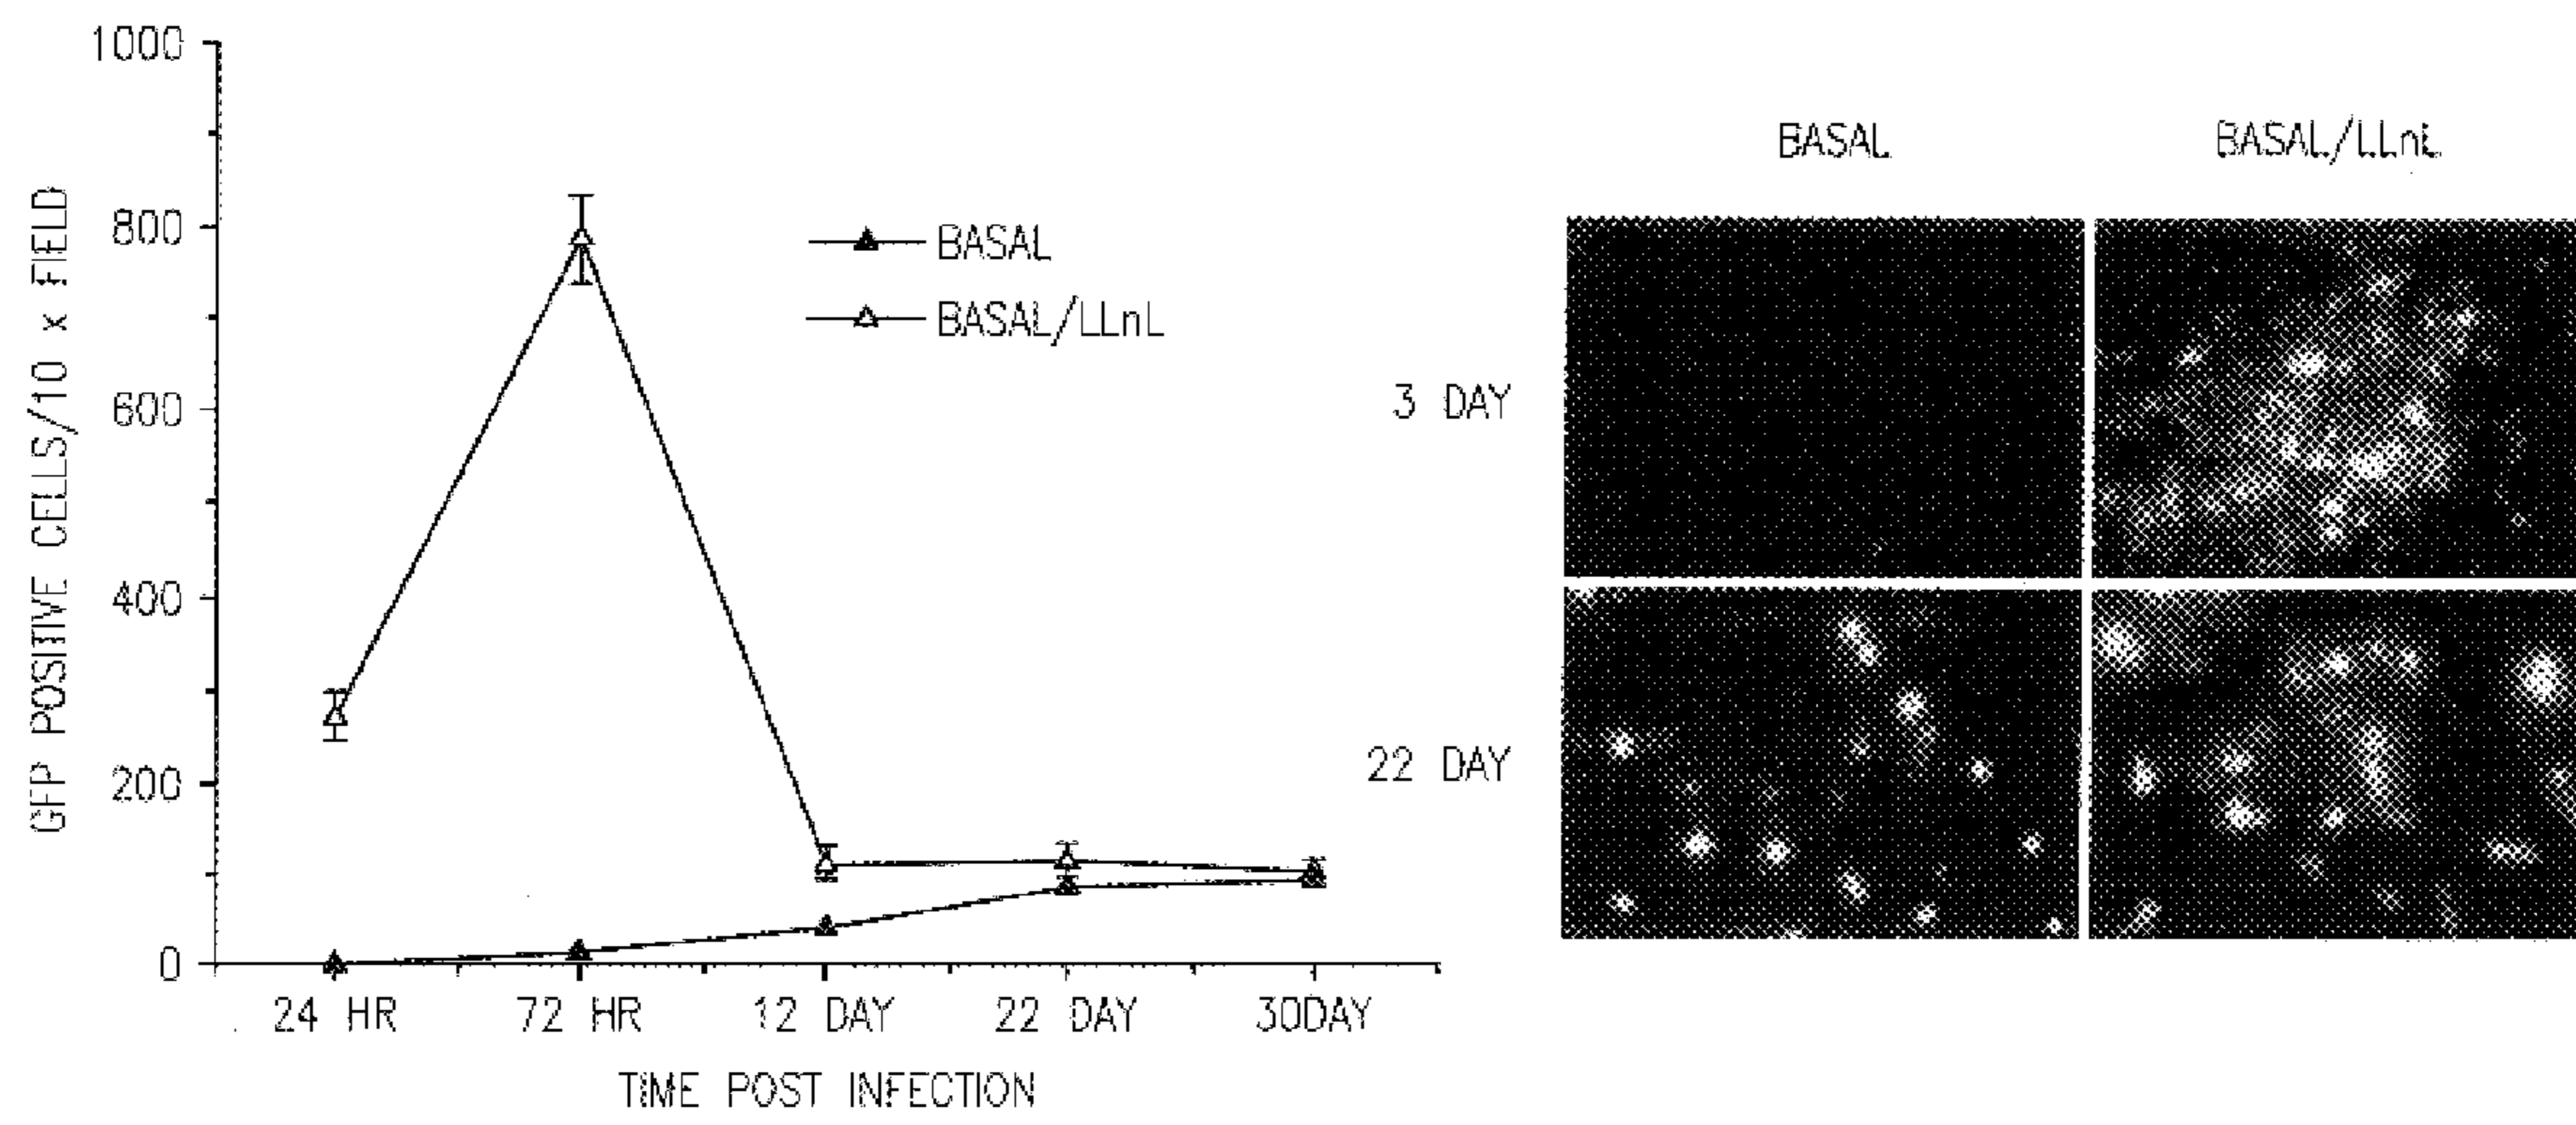 1000
800
600
400
200
0
GFP POSITIVE CELLS/10 x FIELD
BASAL
BASAL/LLnL
24 HR 72 HR 12 DAY 22 DAY 30DAY
TIME POST INFECTION
BASAL BASAL/LLnL
3 DAY
22 DAY